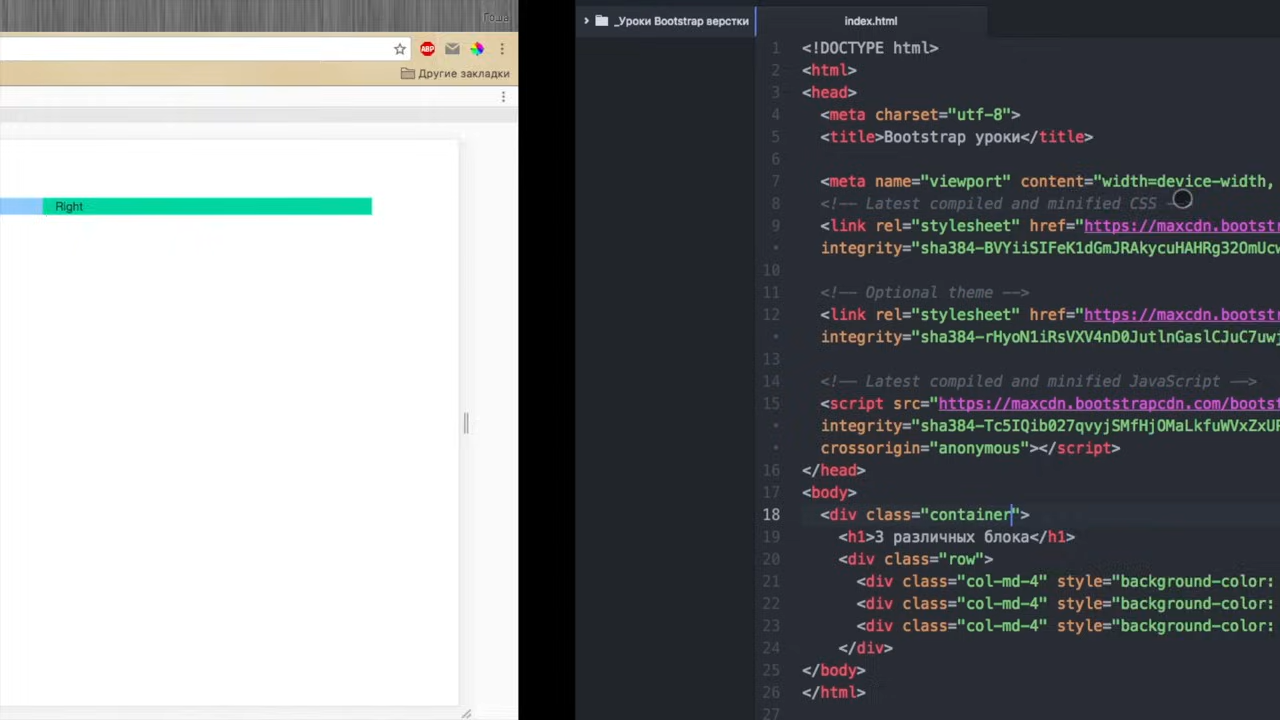 Гоша
ABP
Другие закладки
Right
_Уроки Bootstrap верстки
index.html
1 <!DOCTYPE html>
2 <html>
3 <head>
4 <meta charset="utf-8">
5 <title>Bootstrap уроки</title>
6
7 <meta name="viewport" content="width=device-width,
8 <!-- Latest compiled and minified CSS -
9 <link rel="stylesheet" href="https://maxcdn.bootstr
integrity="sha384-BVYiiSIFeK1dGmJRAkycuHAHRg32OmUcw
10
11 <!-- Optional theme -->
12 <link rel="stylesheet" href="https://maxcdn.bootstr
integrity="sha384-rHyoN1iRsVXV4nD0JutlnGaslCJuC7uwj
13
14 <!-- Latest compiled and minified JavaScript -->
15 <script src="https://maxcdn.bootstrapcdn.com/bootst
integrity="sha384-Tc5IQib027qvyjSMfHjOMaLkfuWVxZxUP
crossorigin="anonymous"></script>
16 </head>
17 <body>
18 <div class="container">
19 <h1>3 различных блока</h1>
20 <div class="row">
21 <div class="col-md-4" style="background-color:
22 <div class="col-md-4" style="background-color:
23 <div class="col-md-4" style="background-color:
24 </div>
25 </body>
26 </html>
27